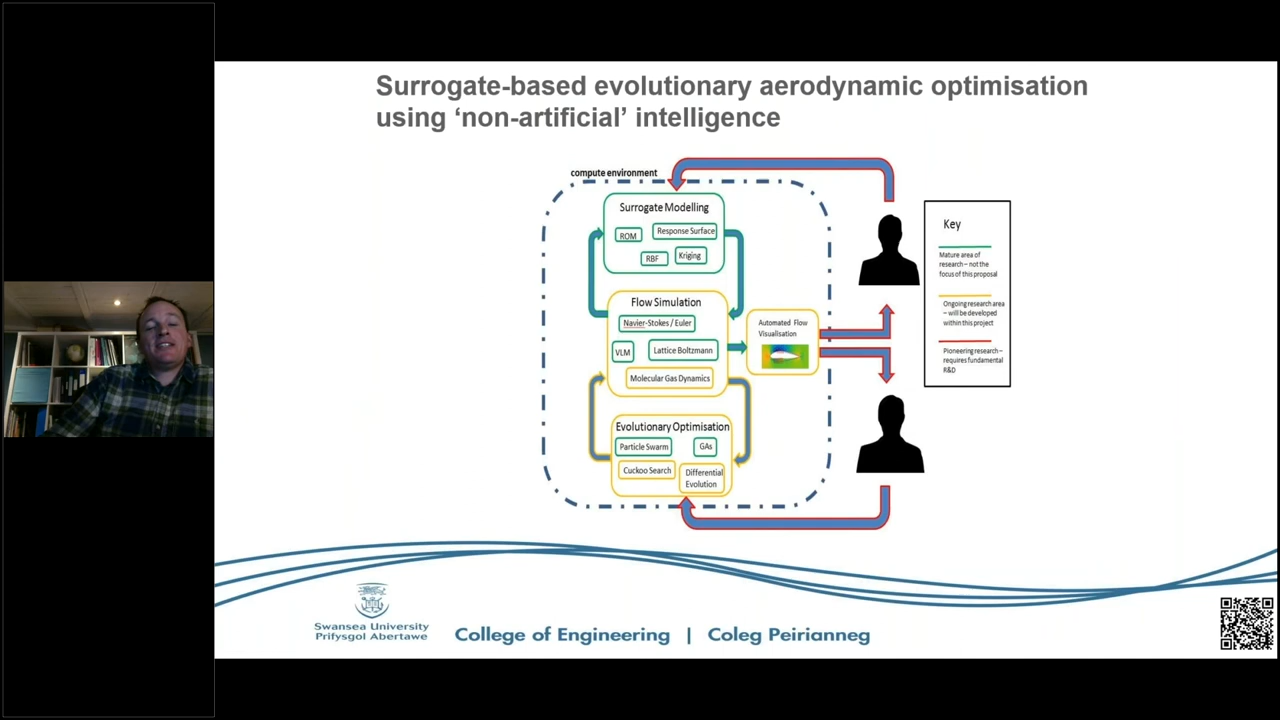 Surrogate-based evolutionary aerodynamic optimisation
using ‘non-artificial’ intelligence
compute environment
Surrogate Modelling
ROM
Response Surface
RBF
Kriging
Flow Simulation
Navier-Stokes / Euler
VLM
Lattice Boltzmann
Molecular Gas Dynamics
Automated Flow
Visualisation
Evolutionary Optimisation
Particle Swarm
GAs
Cuckoo Search
Differential
Evolution
Key
Mature area of
research – not the
focus of this proposal
Ongoing research area
– will be developed
within this project
Pioneering research –
requires fundamental
R&D
Swansea University
Prifysgol Abertawe
College of Engineering | Coleg Peirianneg